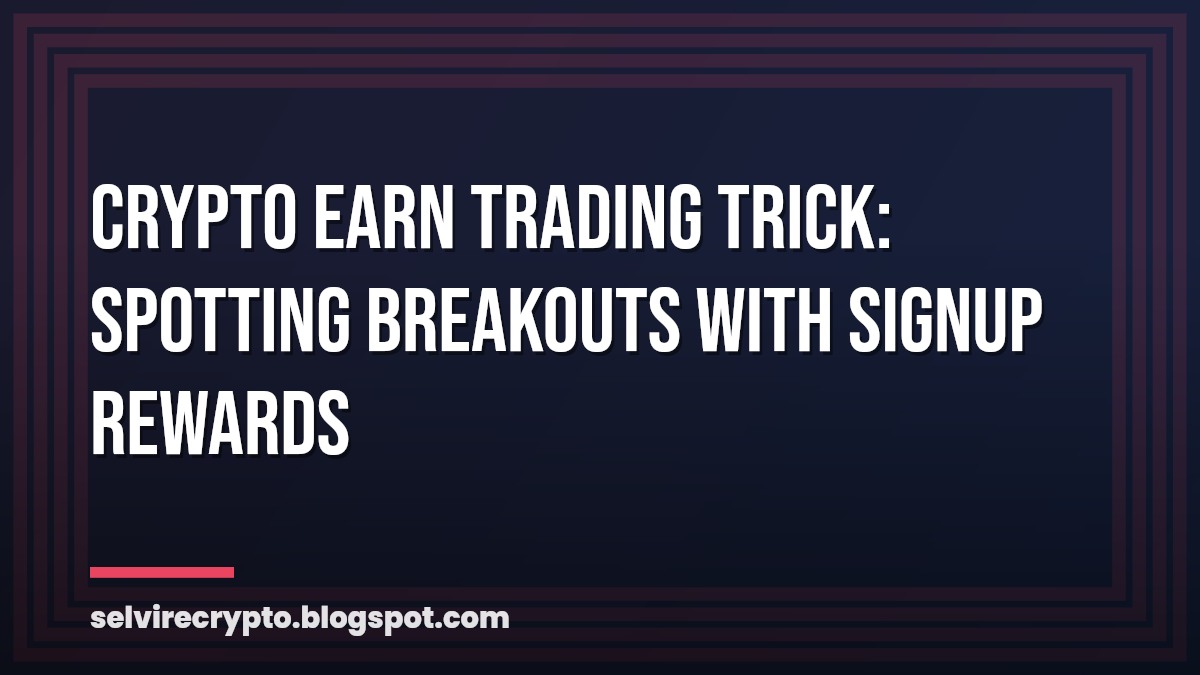 CRYPTO EARN TRADING TRICK:
SPOTTING BREAKOUTS WITH SIGNUP
REWARDS
selvirecrypto.blogspot.com